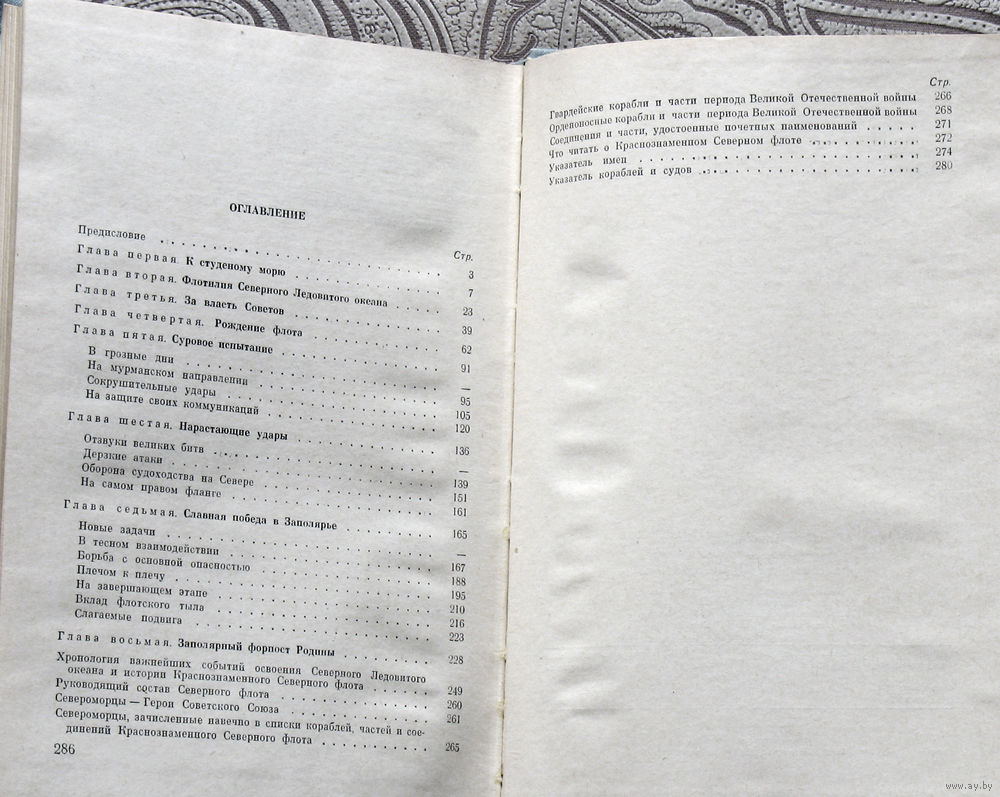 ОГЛАВЛЕНИЕ
Стр.
Предисловие 3
Глава первая. К студеному морю 7
Глава вторая. Флотилия Северного Ледовитого океана 23
Глава третья. За власть Советов 39
Глава четвертая. Рождение флота 62
Глава пятая. Суровое испытание 91
В грозные дни —
На мурманском направлении 95
Сокрушительные удары 105
На защите своих коммуникаций 120
Глава шестая. Нарастающие удары 136
Отзвуки великих битв —
Дерзкие атаки 139
Оборона судоходства на Севере 151
На самом правом фланге 161
Глава седьмая. Славная победа в Заполярье 165
Новые задачи —
В тесном взаимодействии 167
Борьба с основной опасностью 188
Плечом к плечу 195
На завершающем этапе 210
Вклад флотского тыла 216
Слагаемые подвига 223
Глава восьмая. Заполярный форпост Родины 228
Хронология важнейших событий освоения Северного Ледовитого
океана и истории Краснознаменного Северного флота 249
Руководящий состав Северного флота 260
Североморцы — Герои Советского Союза 261
Североморцы, зачисленные навечно в списки кораблей, частей и сое-
динений Краснознаменного Северного флота 265
286
Стр.
Гвардейские корабли и части периода Великой Отечественной войны 266
Орденоносные корабли и части периода Великой Отечественной войны 268
Соединения и части, удостоенные почетных наименований 271
Что читать о Краснознаменном Северном флоте 272
Указатель имен 274
Указатель кораблей и судов 280
www.ay.by